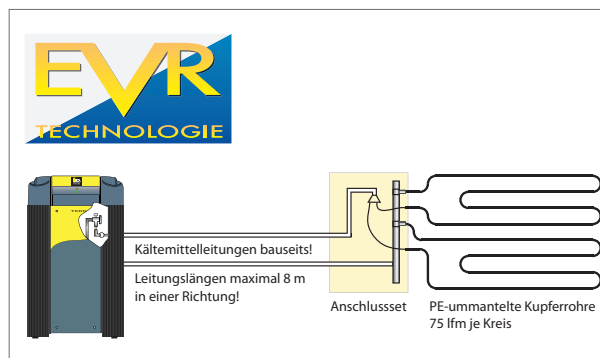 EVR
TECHNOLOGIE
Kältemittelleitungen bauseits!
Leitungslängen maximal 8 m
in einer Richtung!
Anschlussset
PE-ummantelte Kupferrohre
75 lfm je Kreis